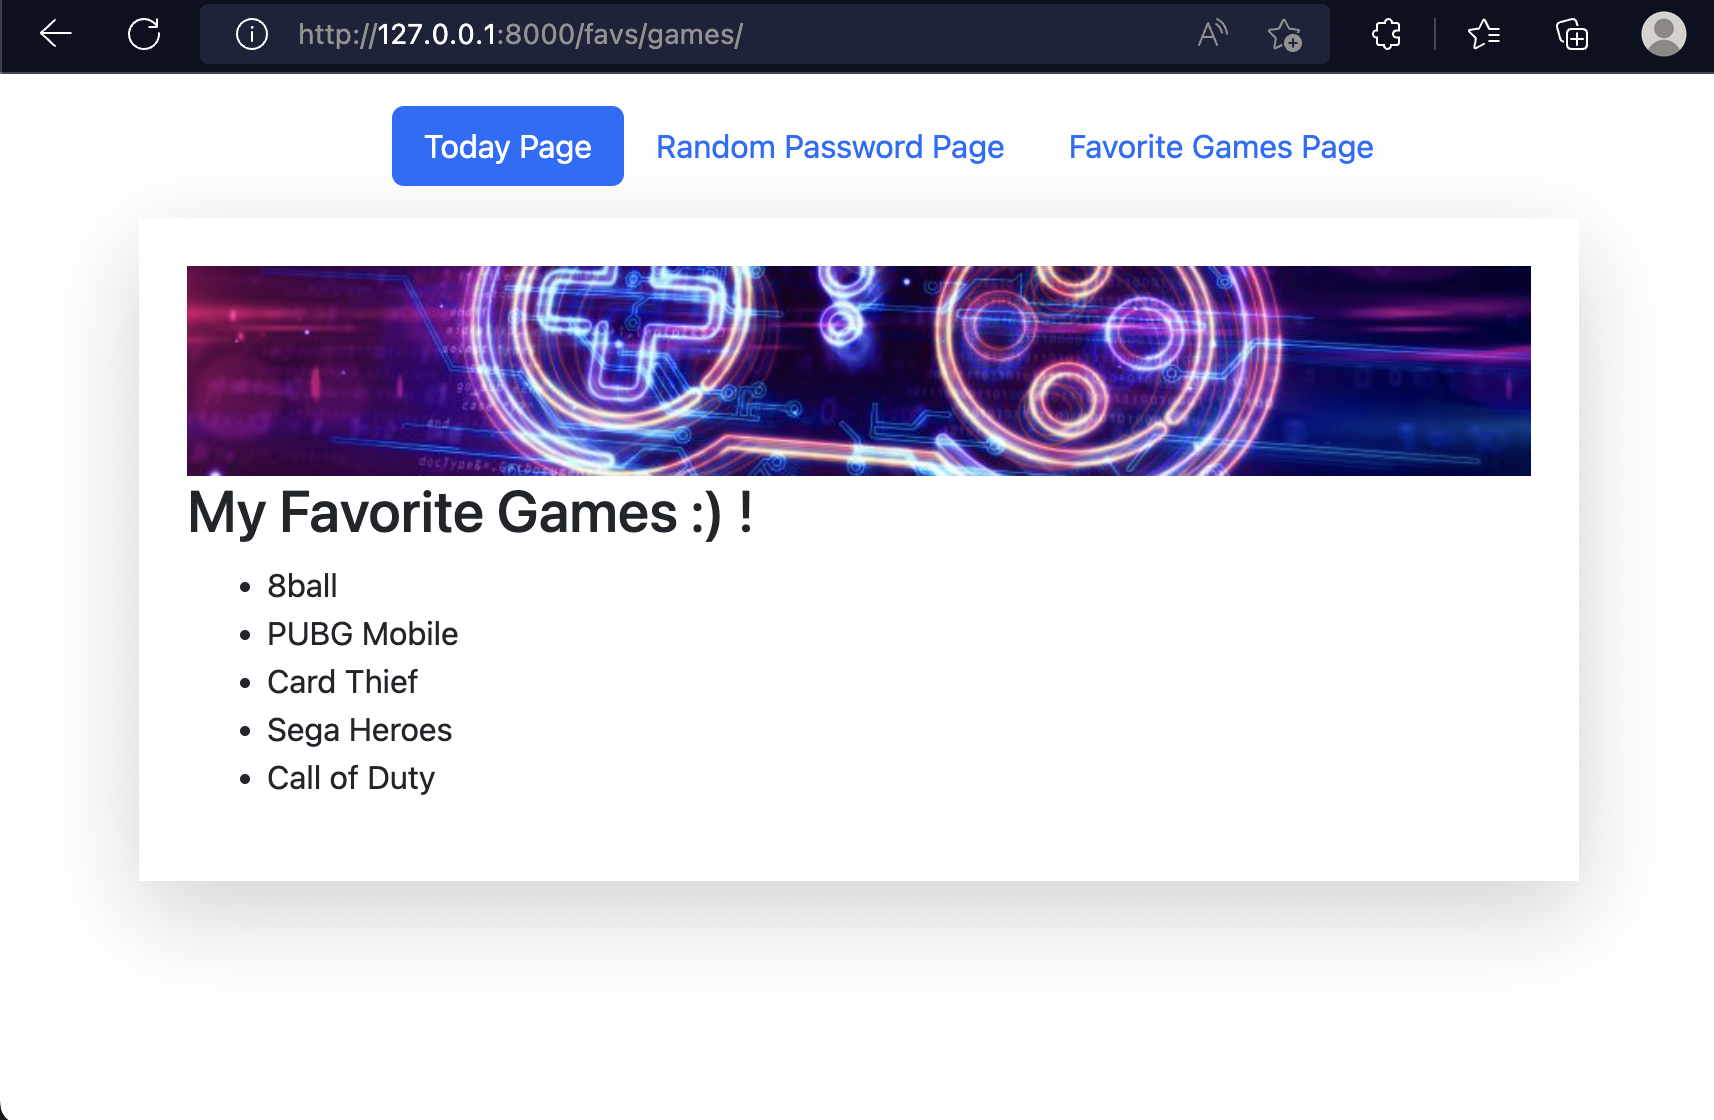 http://127.0.0.1:8000/favs/games/
Today Page Random Password Page Favorite Games Page
My Favorite Games :) !
• 8ball
• PUBG Mobile
• Card Thief
• Sega Heroes
• Call of Duty